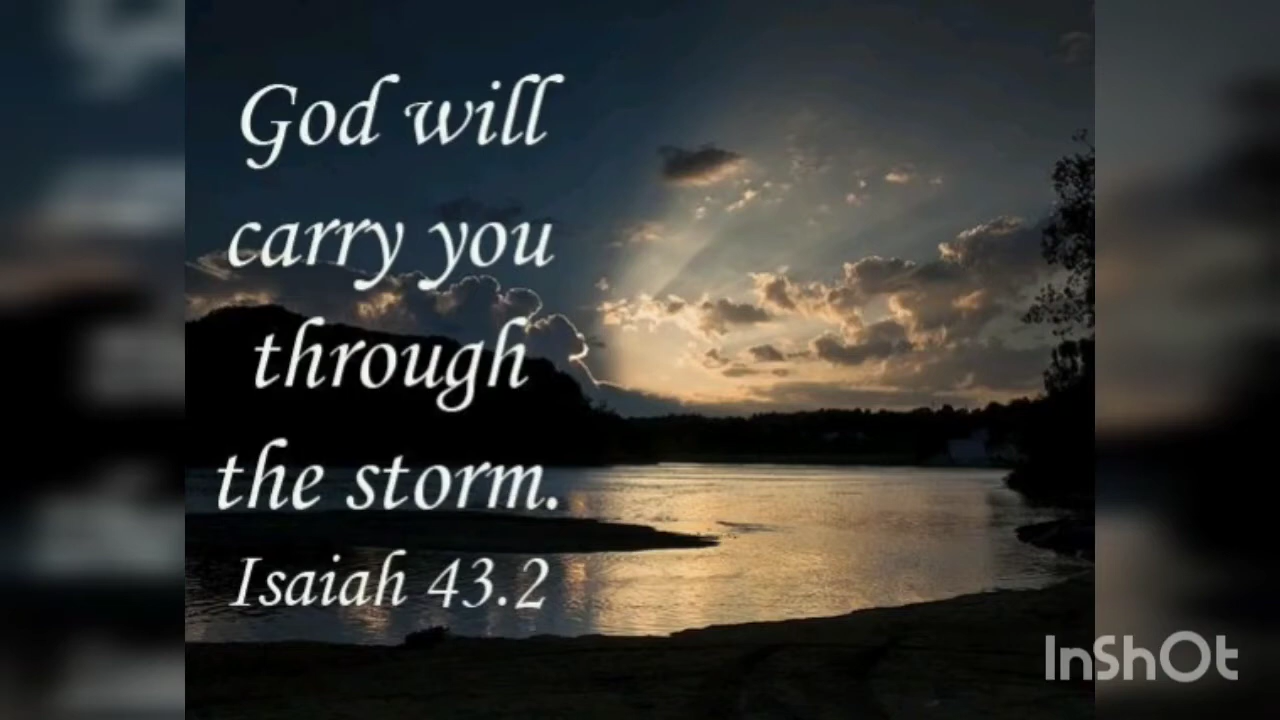 God will
carry you
through
the storm.
Isaiah 43.2
InShOt